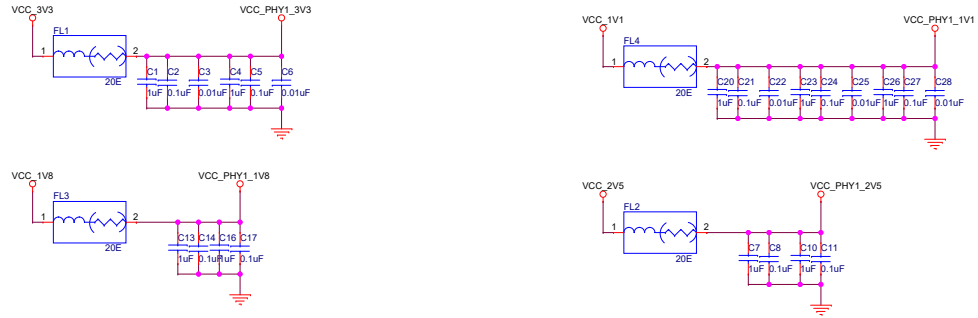 VCC_3V3
VCC_PHY1_3V3
FL1
1
2
20E
C1
C2
C3
C4
C5
C6
1uF
0.1uF
0.01uF
1uF
0.1uF
0.01uF
VCC_1V1
VCC_PHY1_1V1
FL4
1
2
20E
C20
C21
C22
C23
C24
C25
C26
C27
C28
1uF
0.1uF
0.01uF
1uF
0.1uF
0.01uF
1uF
0.1uF
0.01uF
VCC_1V8
VCC_PHY1_1V8
FL3
1
2
20E
C13
C14
C16
C17
1uF
0.1uF
1uF
0.1uF
VCC_2V5
VCC_PHY1_2V5
FL2
1
2
20E
C7
C8
C10
C11
1uF
0.1uF
1uF
0.1uF